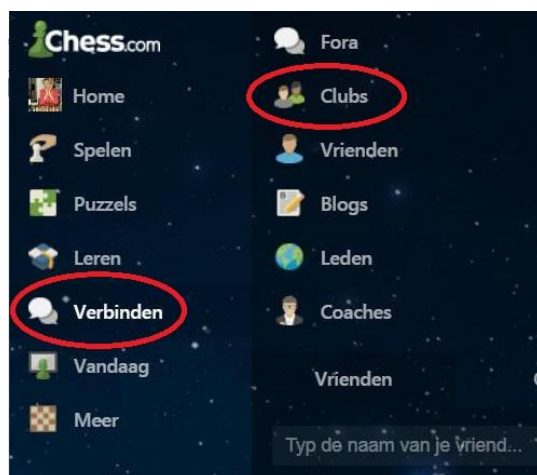 Chess.com
Home
Spelen
Puzzels
Leren
Verbinden
Vandaag
Meer
Fora
Clubs
Vrienden
Blogs
Leden
Coaches
Vrienden
Typ de naam van je vriend...